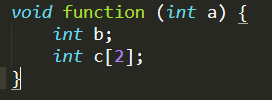 void function (int a) {
    int b;
    int c[2];
}